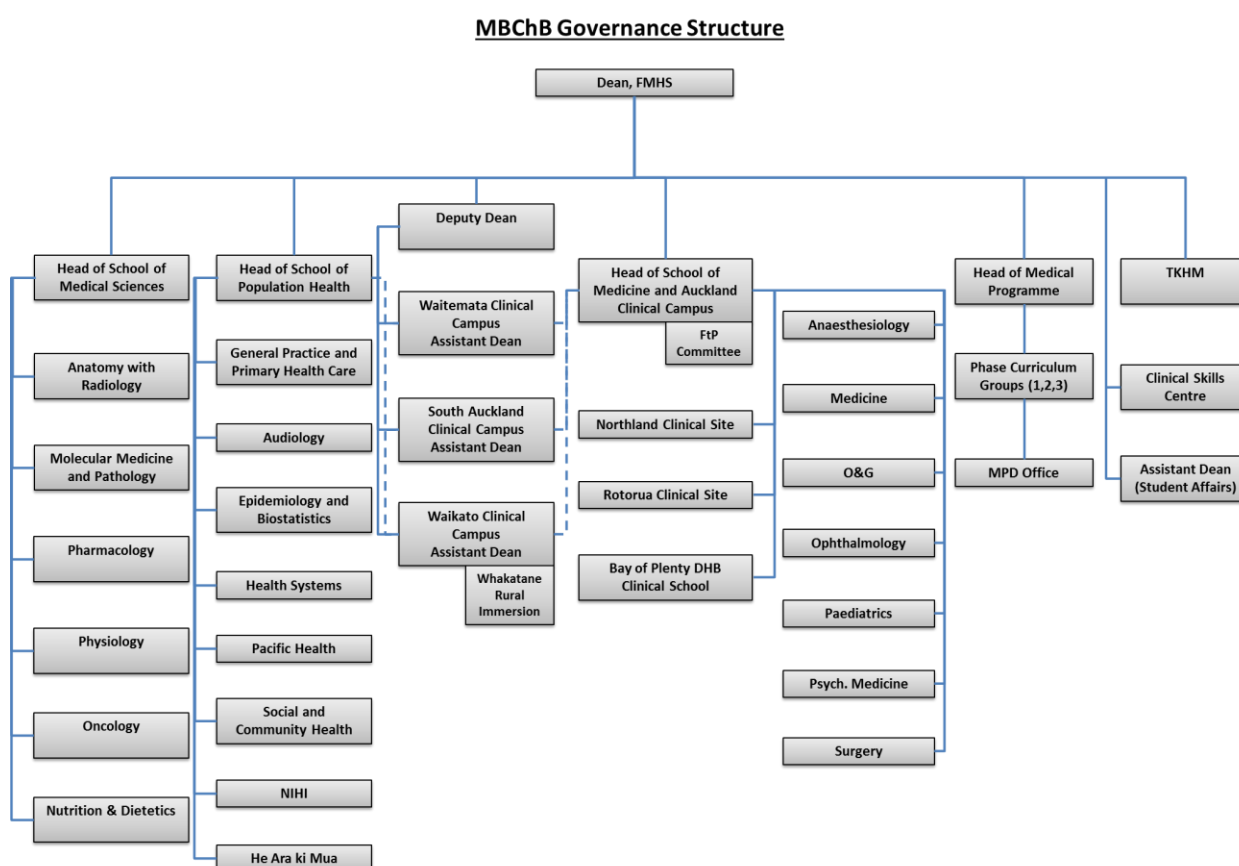 MBChB Governance Structure
Dean, FMHS
Deputy Dean
Head of School of
Medical Sciences
Anatomy with
Radiology
Molecular Medicine
and Pathology
Pharmacology
Physiology
Oncology
Nutrition & Dietetics
Head of School of
Population Health
General Practice and
Primary Health Care
Audiology
Epidemiology and
Biostatistics
Health Systems
Pacific Health
Social and
Community Health
NIHI
He Ara ki Mua
Waitemata Clinical
Campus
Assistant Dean
South Auckland
Clinical Campus
Assistant Dean
Waikato Clinical
Campus
Assistant Dean
Whakatane
Rural
Immersion
Head of School of
Medicine and Auckland
Clinical Campus
FtP
Committee
Northland Clinical Site
Rotorua Clinical Site
Bay of Plenty DHB
Clinical School
Anaesthesiology
Medicine
O&G
Ophthalmology
Paediatrics
Psych. Medicine
Surgery
Head of Medical
Programme
Phase Curriculum
Groups (1,2,3)
MPD Office
TKHM
Clinical Skills
Centre
Assistant Dean
(Student Affairs)